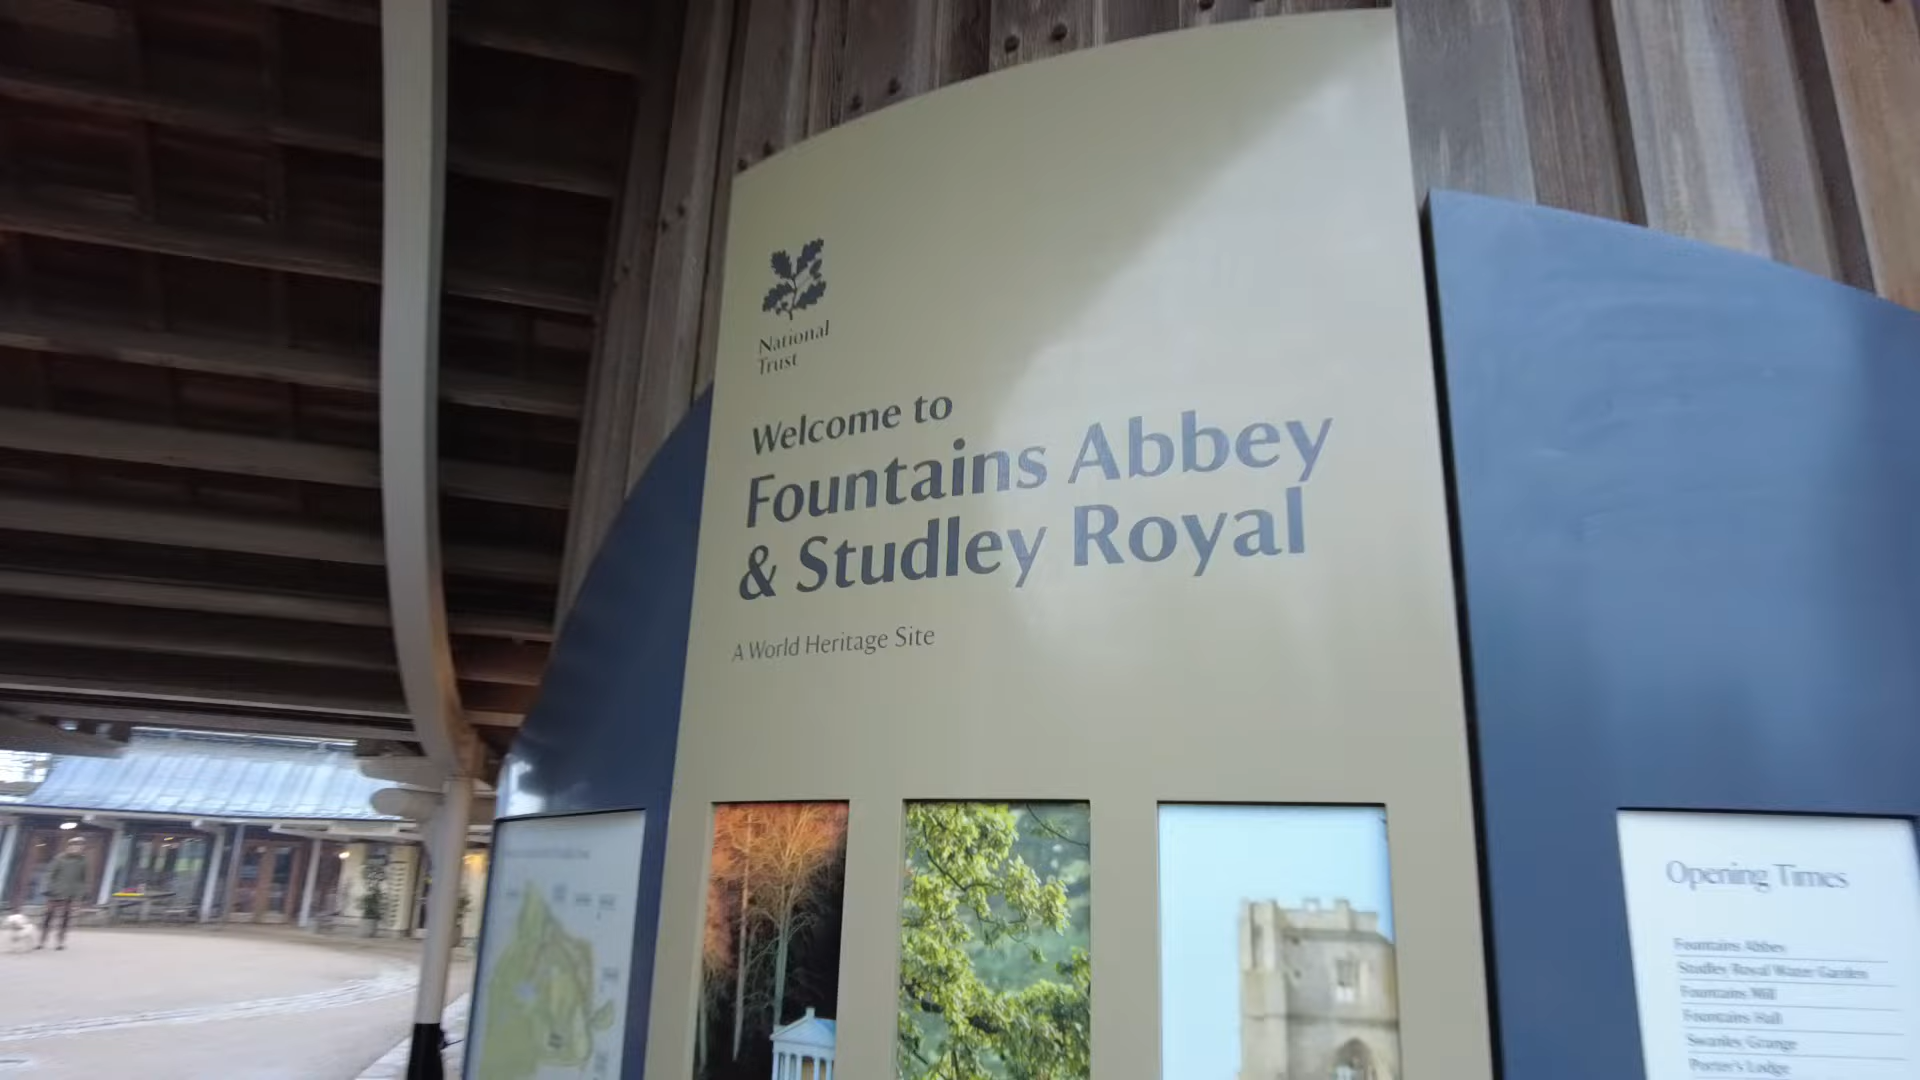 National
Trust
Welcome to
Fountains Abbey
& Studley Royal
A World Heritage Site
Opening Times
Fountains Abbey
Studley Royal Water Garden
Fountains Mill
Fountains Hall
Swanley Grange
Porter's Lodge